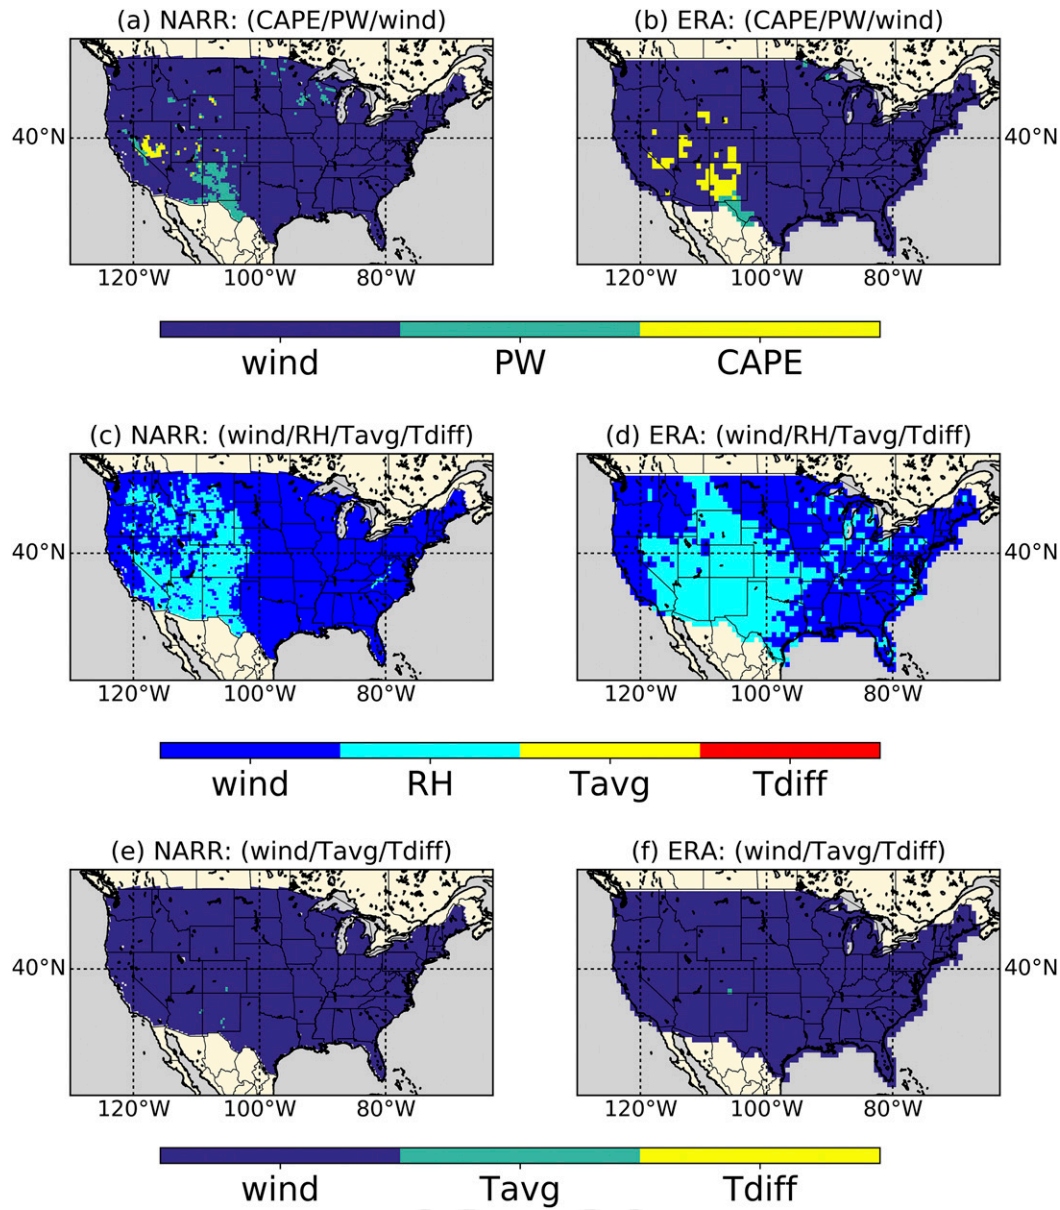 (a) NARR: (CAPE/PW/wind) (b) ERA: (CAPE/PW/wind)
40°N 40°N
120°W 100°W 80°W 120°W 100°W 80°W
wind PW CAPE
(c) NARR: (wind/RH/Tavg/Tdiff) (d) ERA: (wind/RH/Tavg/Tdiff)
40°N 40°N
120°W 100°W 80°W 120°W 100°W 80°W
wind RH Tavg Tdiff
(e) NARR: (wind/Tavg/Tdiff) (f) ERA: (wind/Tavg/Tdiff)
40°N 40°N
120°W 100°W 80°W 120°W 100°W 80°W
wind Tavg Tdiff